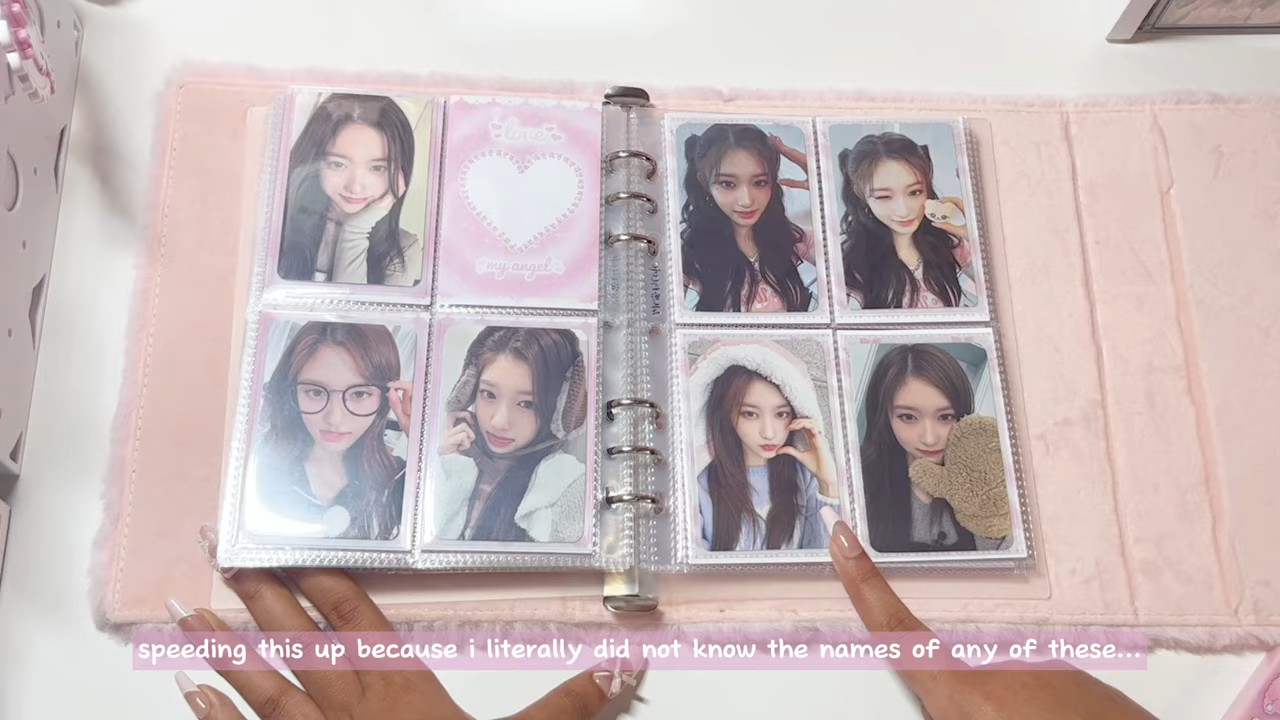 love
my angel
speeding this up because i literally did not know the names of any of these...